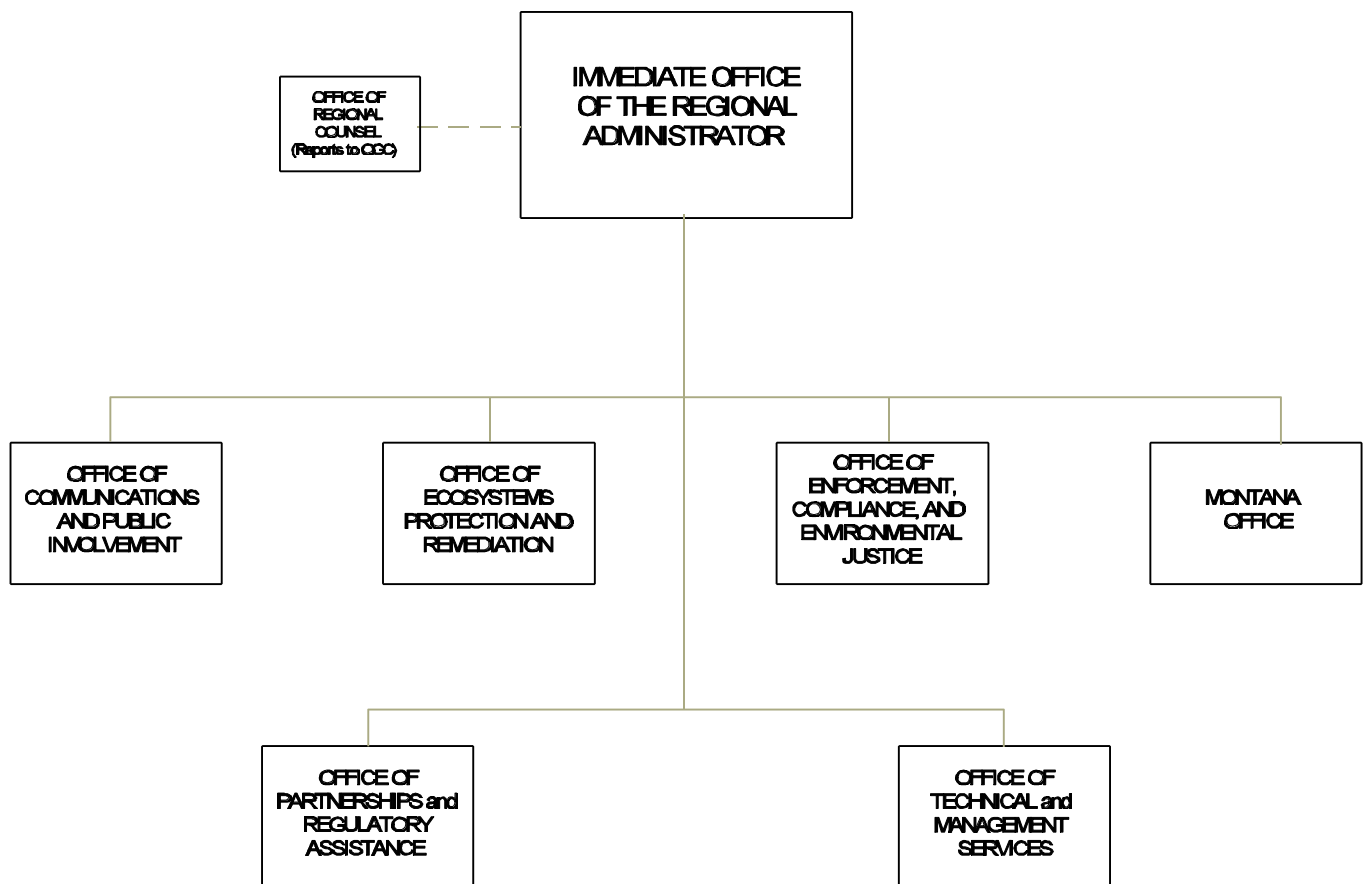 IMMEDIATE OFFICE
OF THE REGIONAL
ADMINISTRATOR
OFFICE OF
REGIONAL
COUNSEL
(Reports to OGC)
OFFICE OF
COMMUNICATIONS
AND PUBLIC
INVOLVEMENT
OFFICE OF
ECOSYSTEMS
PROTECTION AND
REMEDIATION
OFFICE OF
ENFORCEMENT,
COMPLIANCE, AND
ENVIRONMENTAL
JUSTICE
MONTANA
OFFICE
OFFICE OF
PARTNERSHIPS and
REGULATORY
ASSISTANCE
OFFICE OF
TECHNICAL and
MANAGEMENT
SERVICES